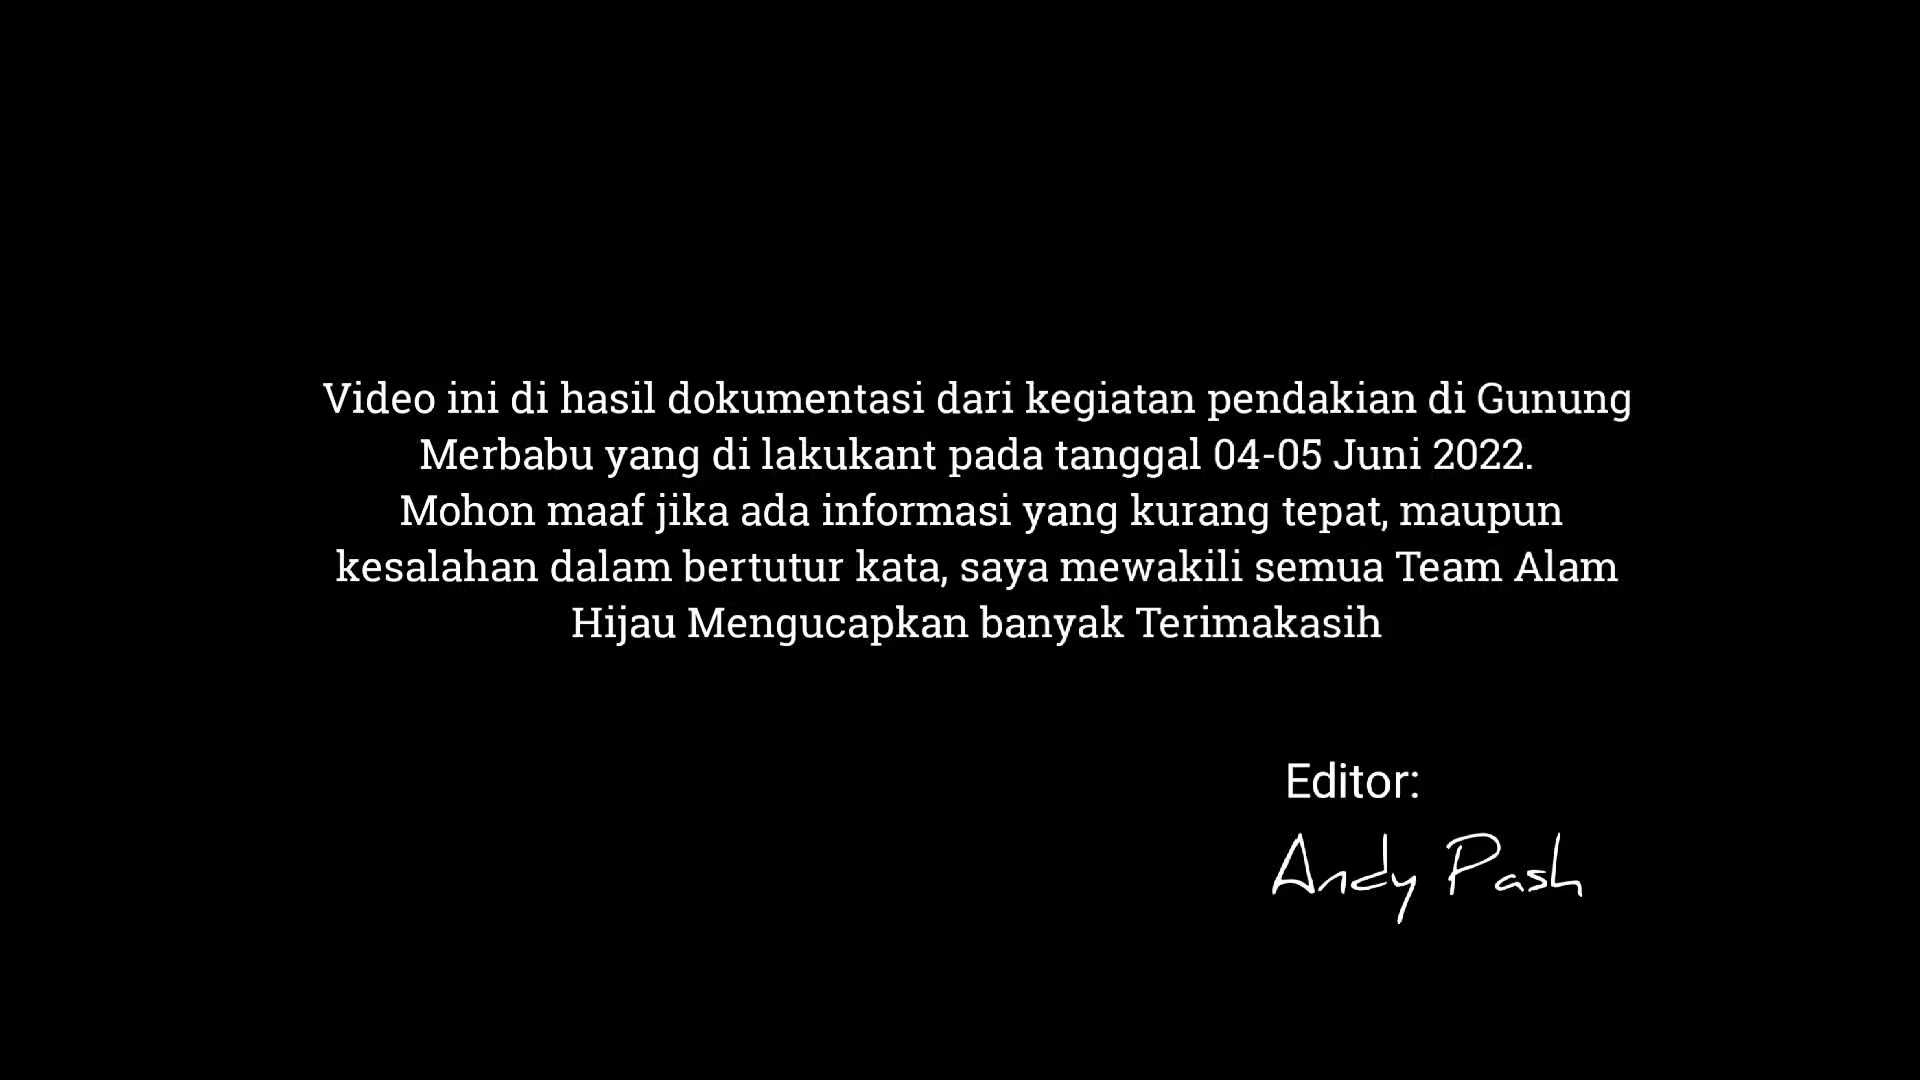 Video ini di hasil dokumentasi dari kegiatan pendakian di Gunung
Merbabu yang di lakukant pada tanggal 04-05 Juni 2022.
Mohon maaf jika ada informasi yang kurang tepat, maupun
kesalahan dalam bertutur kata, saya mewakili semua Team Alam
Hijau Mengucapkan banyak Terimakasih
Editor:
Andy Pash